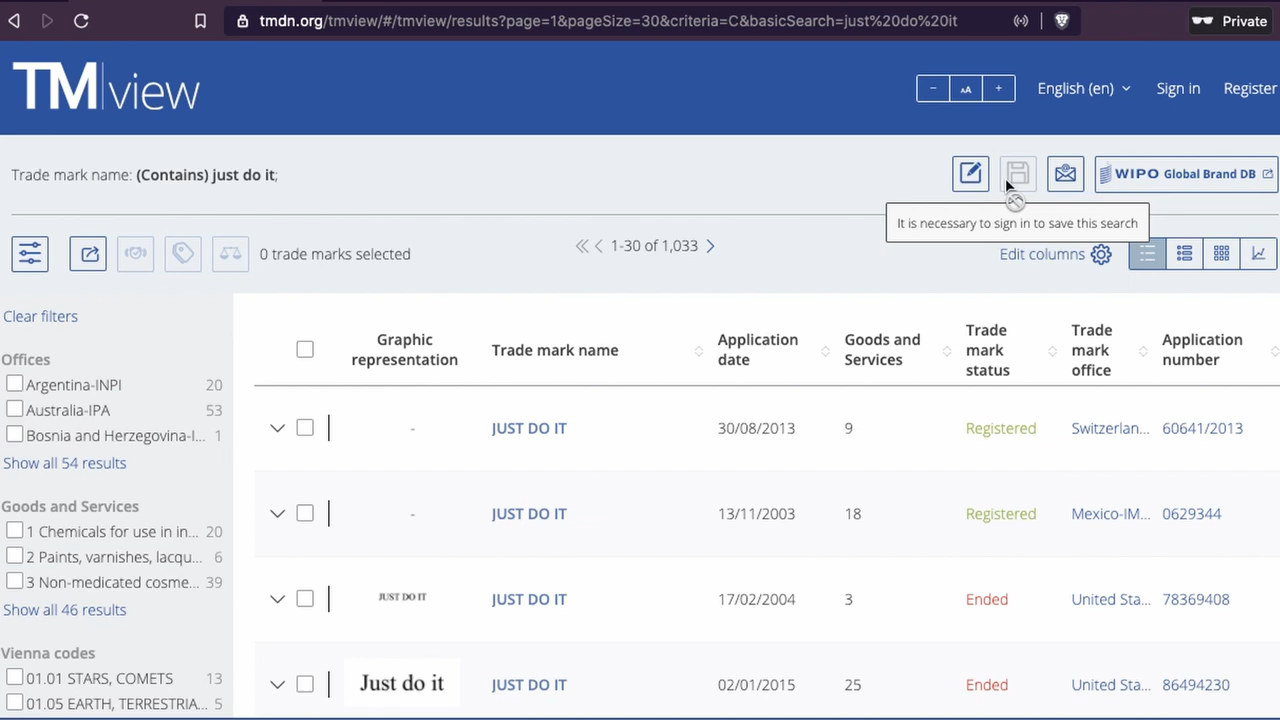 tmdn.org/tmview/#/tmview/results?page=1&pageSize=30&criteria=C&basicSearch=just%20do%20it
Private
TM|view
− AA +
English (en)
Sign in
Register
Trade mark name: (Contains) just do it;
WIPO Global Brand DB
It is necessary to sign in to save this search
0 trade marks selected
1-30 of 1,033
Edit columns
Clear filters
Offices
Argentina-INPI 20
Australia-IPA 53
Bosnia and Herzegovina-I... 1
Show all 54 results
Goods and Services
1 Chemicals for use in in... 20
2 Paints, varnishes, lacqu... 6
3 Non-medicated cosme... 39
Show all 46 results
Vienna codes
01.01 STARS, COMETS 13
01.05 EARTH, TERRESTRIA... 5
Graphic representation
Trade mark name
Application date
Goods and Services
Trade mark status
Trade mark office
Application number
- JUST DO IT 30/08/2013 9 Registered Switzerlan... 60641/2013
- JUST DO IT 13/11/2003 18 Registered Mexico-IM... 0629344
JUST DO IT JUST DO IT 17/02/2004 3 Ended United Sta... 78369408
Just do it JUST DO IT 02/01/2015 25 Ended United Sta... 86494230